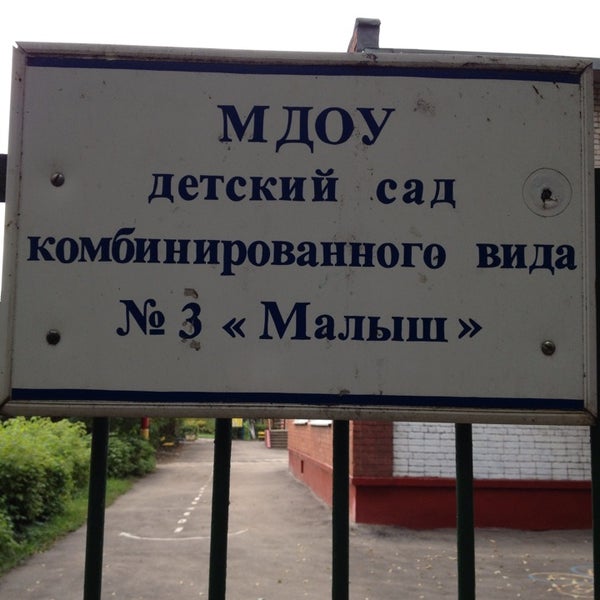 МДОУ
детский сад
комбинированного вида
№ 3 « Малыш »